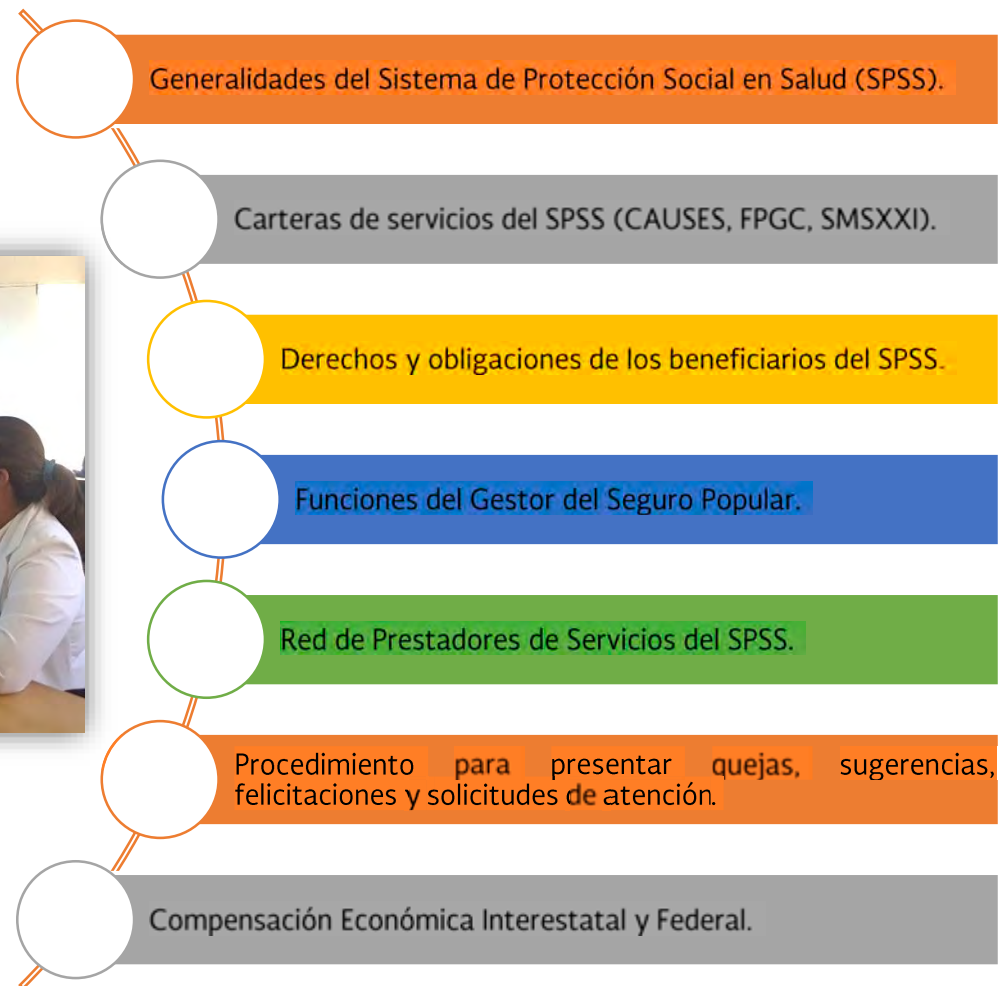 Generalidades del Sistema de Protección Social en Salud (SPSS).
Carteras de servicios del SPSS (CAUSES, FPGC, SMSXXI).
Derechos y obligaciones de los beneficiarios del SPSS.
Funciones del Gestor del Seguro Popular.
Red de Prestadores de Servicios del SPSS.
Procedimiento para presentar quejas, sugerencias,
felicitaciones y solicitudes de atención.
Compensación Económica Interestatal y Federal.